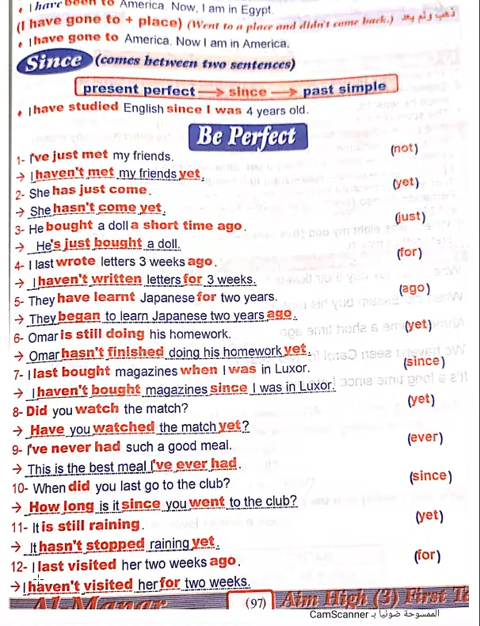 • I have been to America. Now, I am in Egypt.
(I have gone to + place) (Went to a place and didn't come back.) ذهب ولم يعد
• I have gone to America. Now I am in America.
Since (comes between two sentences)
present perfect → since → past simple
• I have studied English since I was 4 years old.
Be Perfect
1- I've just met my friends. (not)
→ I haven't met my friends yet.
2- She has just come. (yet)
→ She hasn't come yet.
3- He bought a doll a short time ago. (just)
→ He's just bought a doll.
4- I last wrote letters 3 weeks ago. (for)
→ I haven't written letters for 3 weeks.
5- They have learnt Japanese for two years. (ago)
→ They began to learn Japanese two years ago.
6- Omar is still doing his homework. (yet)
→ Omar hasn't finished doing his homework yet.
7- I last bought magazines when I was in Luxor. (since)
→ I haven't bought magazines since I was in Luxor.
8- Did you watch the match? (yet)
→ Have you watched the match yet?
9- I've never had such a good meal. (ever)
→ This is the best meal I've ever had.
10- When did you last go to the club? (since)
→ How long is it since you went to the club?
11- It is still raining. (yet)
→ It hasn't stopped raining yet.
12- I last visited her two weeks ago. (for)
→ I haven't visited her for two weeks.
Al-Manar (97) Aim High (3) First Te
الممسوحة ضوئيا بـ CamScanner